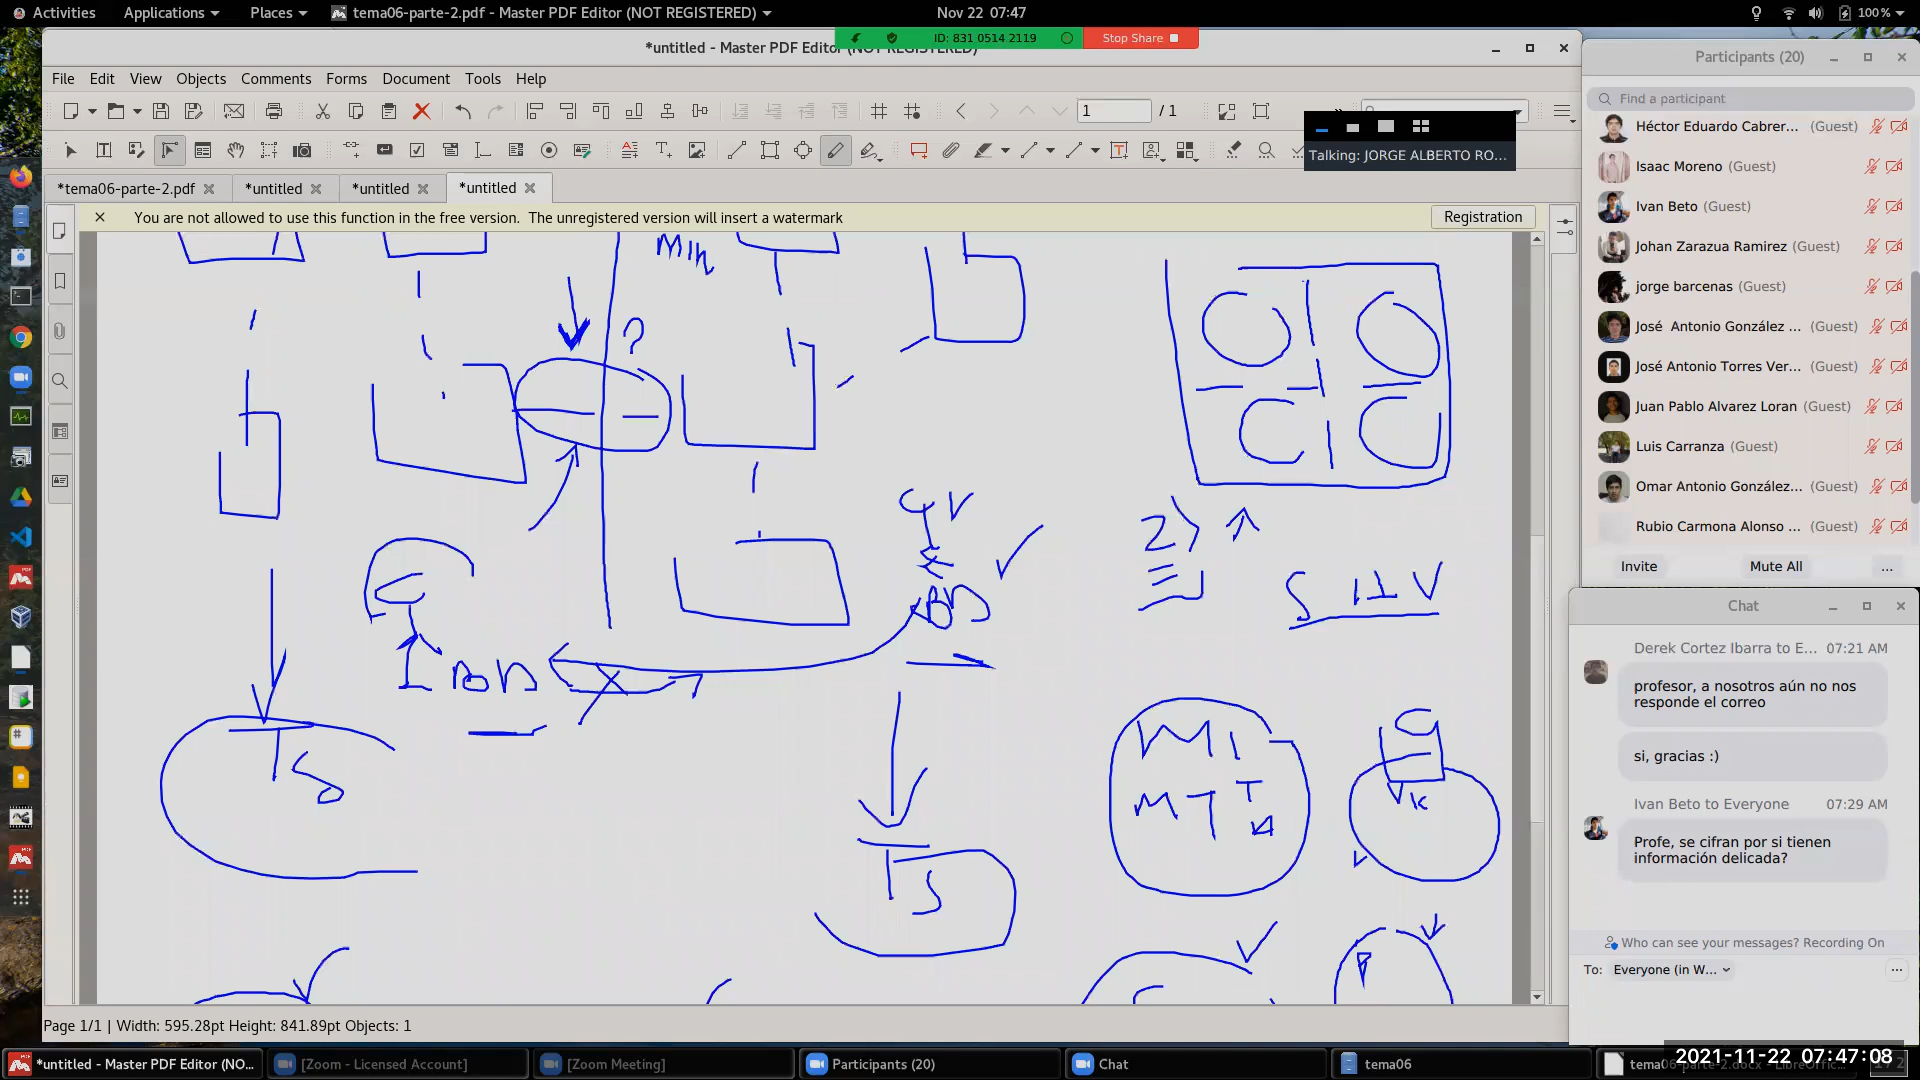 Activities
Applications
Places
tema06-parte-2.pdf - Master PDF Editor (NOT REGISTERED)
Nov 22 07:47
100%
*untitled - Master PDF Editor (NOT REGISTERED)
ID: 831 0514 2119
Stop Share
File Edit View Objects Comments Forms Document Tools Help
1 / 1
Talking: JORGE ALBERTO RO...
*tema06-parte-2.pdf
*untitled
*untitled
*untitled
You are not allowed to use this function in the free version. The unregistered version will insert a watermark
Registration
Min
?
Page 1/1 | Width: 595.28pt Height: 841.89pt Objects: 1
Participants (20)
Find a participant
Héctor Eduardo Cabrer... (Guest)
Isaac Moreno (Guest)
Ivan Beto (Guest)
Johan Zarazua Ramirez (Guest)
jorge barcenas (Guest)
José Antonio González ... (Guest)
José Antonio Torres Ver... (Guest)
Juan Pablo Alvarez Loran (Guest)
Luis Carranza (Guest)
Omar Antonio González... (Guest)
Rubio Carmona Alonso ... (Guest)
Invite
Mute All
...
Chat
Derek Cortez Ibarra to E... 07:21 AM
profesor, a nosotros aún no nos
responde el correo
si, gracias :)
Ivan Beto to Everyone 07:29 AM
Profe, se cifran por si tienen
información delicada?
Who can see your messages? Recording On
To: Everyone (in W...
*untitled - Master PDF Editor (NO...
[Zoom - Licensed Account]
[Zoom Meeting]
Participants (20)
Chat
tema06
2021-11-22 07:47:08